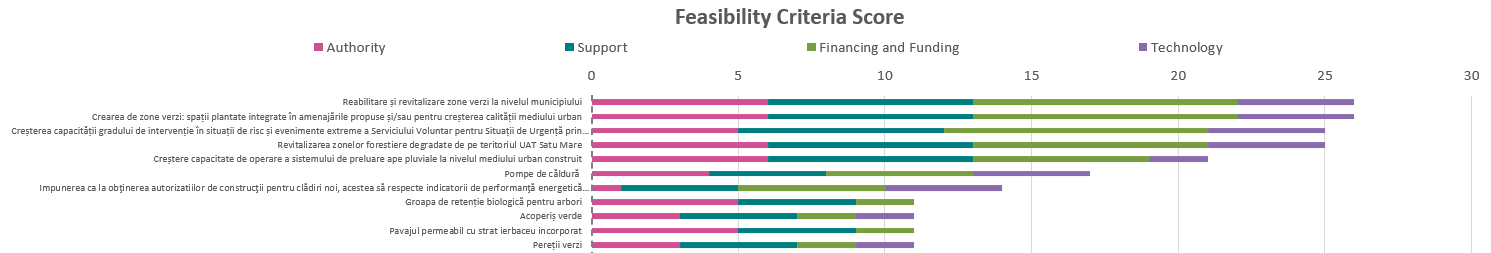 Feasibility Criteria Score
Authority Support Financing and Funding Technology
0 5 10 15 20 25 30
Reabilitare și revitalizare zone verzi la nivelul municipiului
Crearea de zone verzi: spații plantate integrate în amenajările propuse și/sau pentru creșterea calității mediului urban
Creșterea capacității gradului de intervenție în situații de risc și evenimente extreme a Serviciului Voluntar pentru Situații de Urgență prin...
Revitalizarea zonelor forestiere degradate de pe teritoriul UAT Satu Mare
Creștere capacitate de operare a sistemului de preluare ape pluviale la nivelul mediului urban construit
Pompe de căldură
Impunerea ca la obținerea autorizatiilor de construcții pentru clădiri noi, acestea să respecte indicatorii de performanță energetică...
Groapa de retenție biologică pentru arbori
Acoperiș verde
Pavajul permeabil cu strat ierbaceu incorporat
Pereții verzi